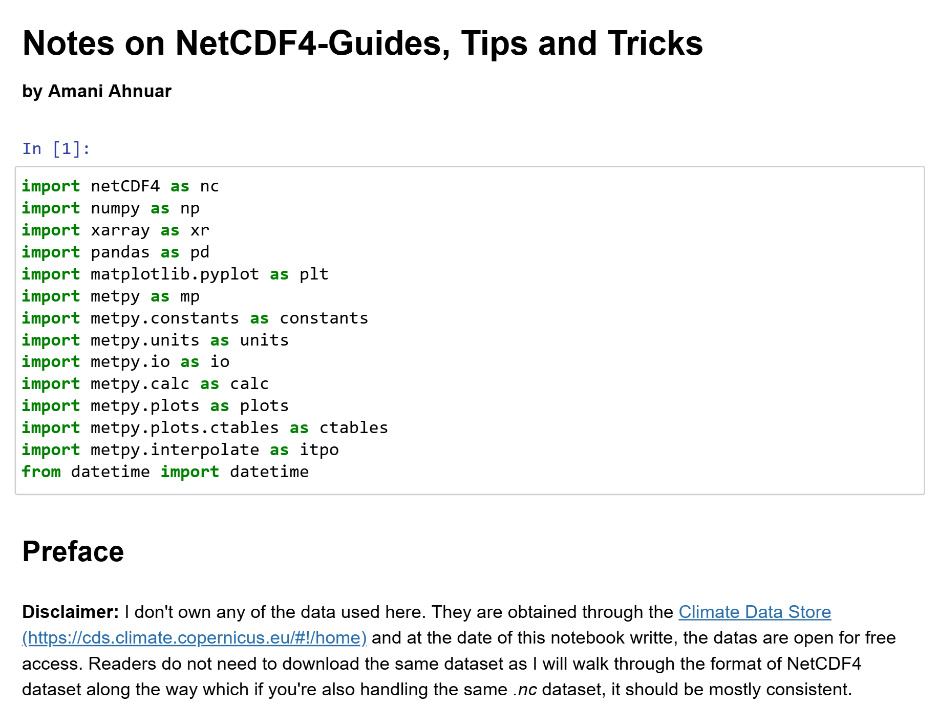 Notes on NetCDF4-Guides, Tips and Tricks
by Amani Ahnuar
In [1]:
import netCDF4 as nc
import numpy as np
import xarray as xr
import pandas as pd
import matplotlib.pyplot as plt
import metpy as mp
import metpy.constants as constants
import metpy.units as units
import metpy.io as io
import metpy.calc as calc
import metpy.plots as plots
import metpy.plots.ctables as ctables
import metpy.interpolate as itpo
from datetime import datetime
Preface
Disclaimer: I don't own any of the data used here. They are obtained through the Climate Data Store
(https://cds.climate.copernicus.eu/#!/home) and at the date of this notebook writte, the datas are open for free
access. Readers do not need to download the same dataset as I will walk through the format of NetCDF4
dataset along the way which if you're also handling the same .nc dataset, it should be mostly consistent.